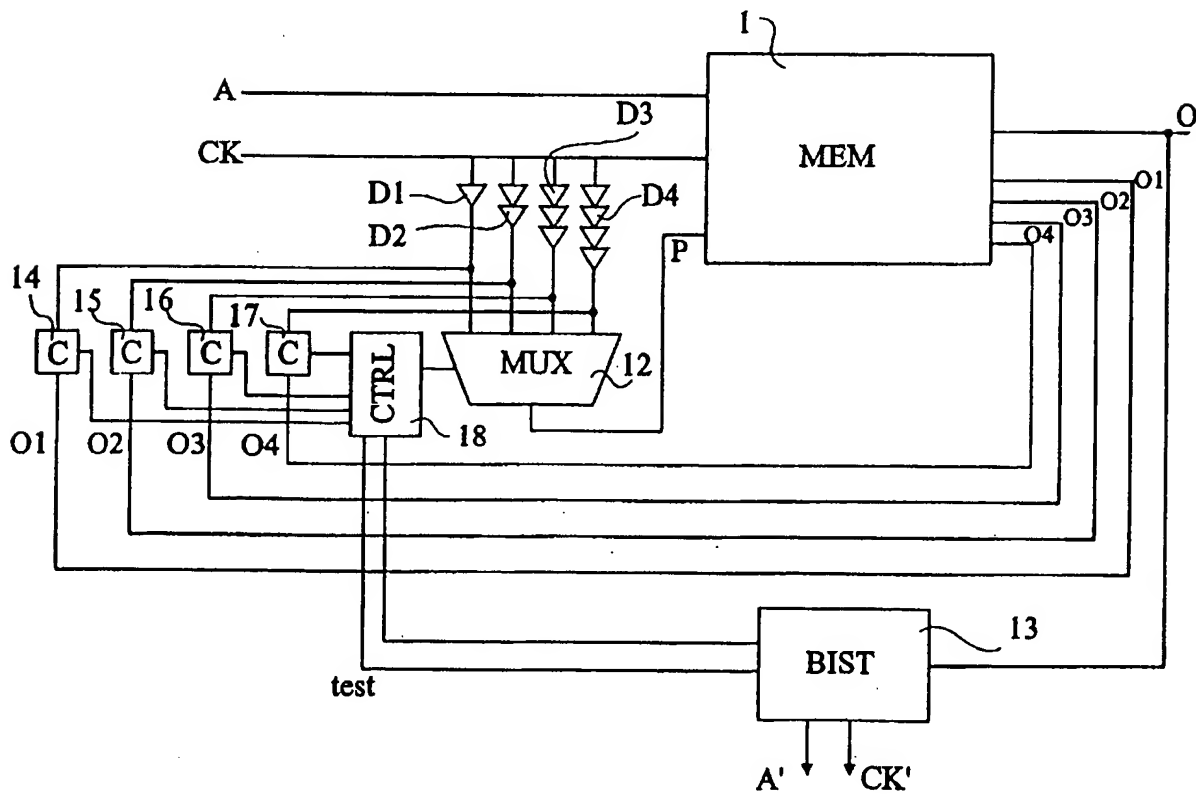 1
A
D3
O
CK
MEM
O1
D1
O2
D4
O3
D2
O4
P
14
15
16
17
C
C
C
C
CTRL
MUX
12
18
O1
O2
O3
O4
13
BIST
test
A'
CK'